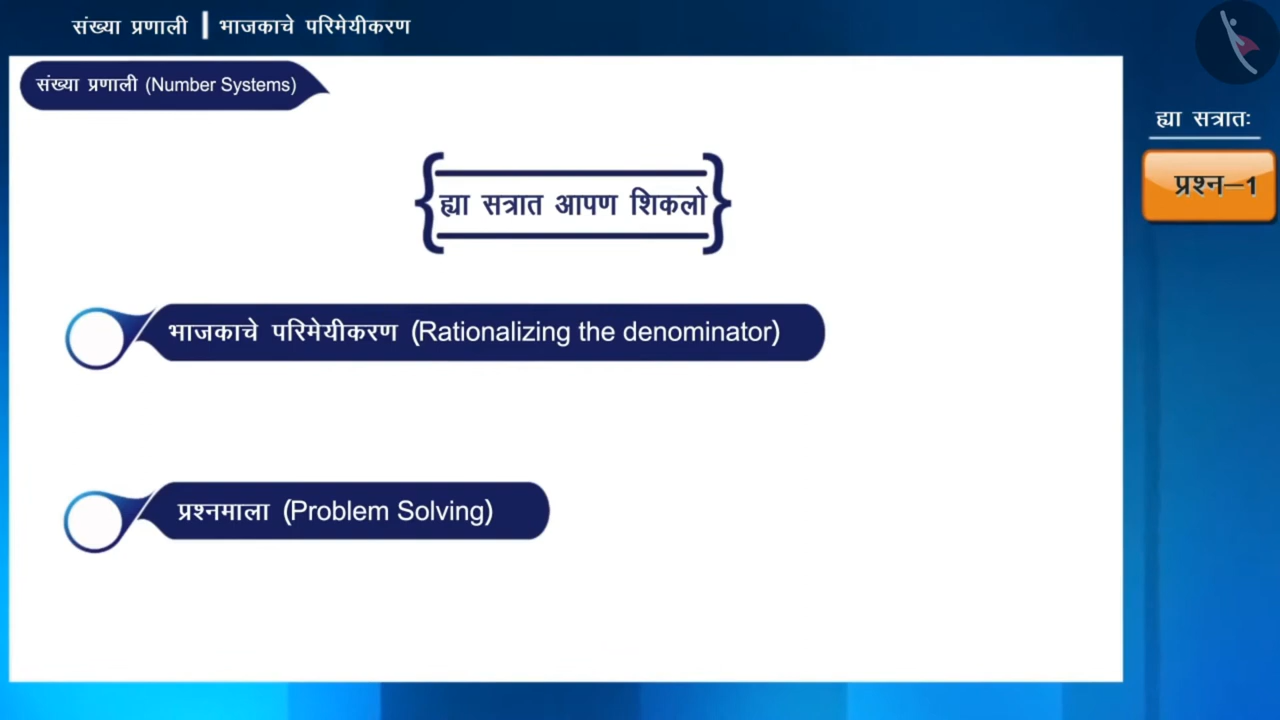 संख्या प्रणाली | भाजकाचे परिमेयीकरण
संख्या प्रणाली (Number Systems)
ह्या सत्रातः
प्रश्न–1
ह्या सत्रात आपण शिकलो
भाजकाचे परिमेयीकरण (Rationalizing the denominator)
प्रश्नमाला (Problem Solving)